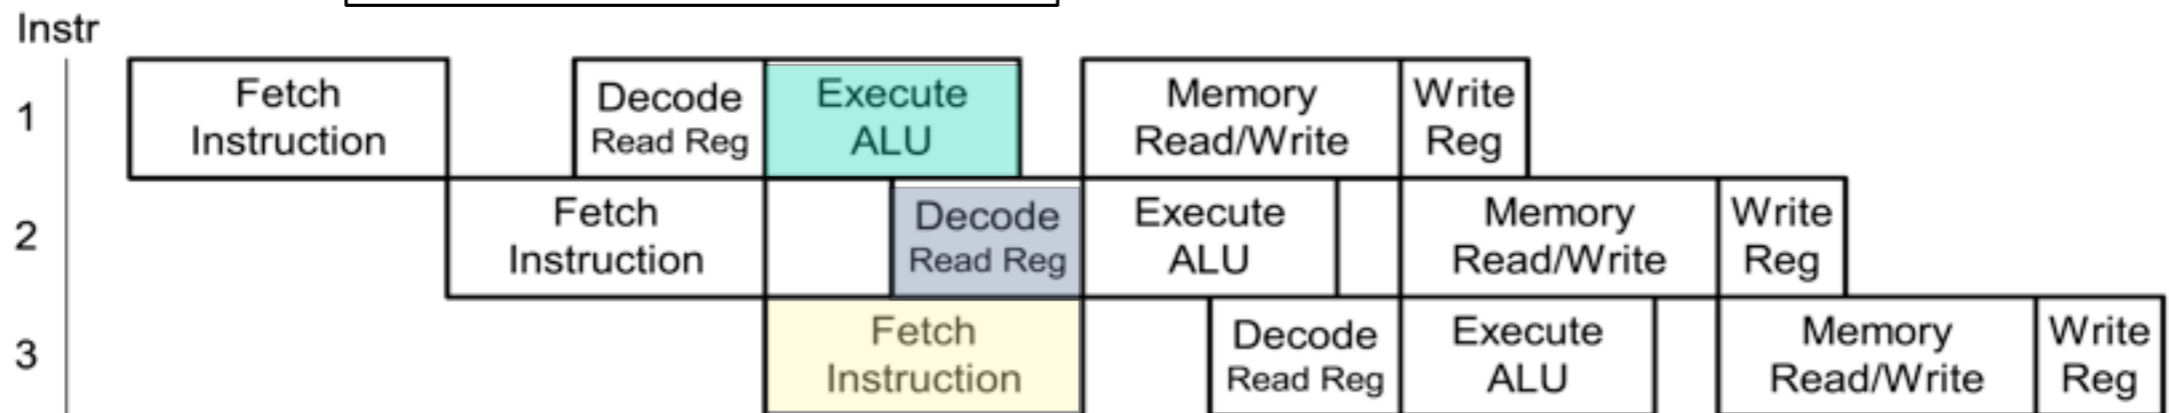 Instr
1
Fetch
Instruction
Decode
Read Reg
Execute
ALU
Memory
Read/Write
Write
Reg
2
Fetch
Instruction
Decode
Read Reg
Execute
ALU
Memory
Read/Write
Write
Reg
3
Fetch
Instruction
Decode
Read Reg
Execute
ALU
Memory
Read/Write
Write
Reg